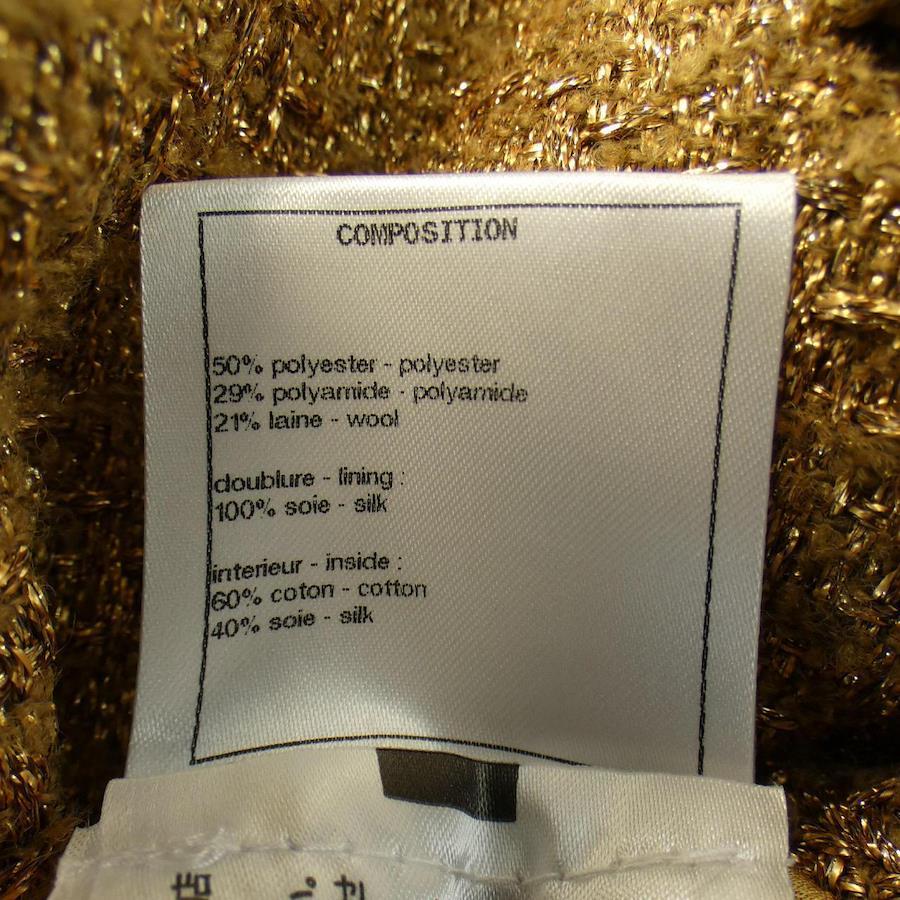 COMPOSITION
50% polyester - polyester
29% polyamide - polyamide
21% laine - wool
doublure - lining :
100% soie - silk
interieur - inside :
60% coton - cotton
40% soie - silk